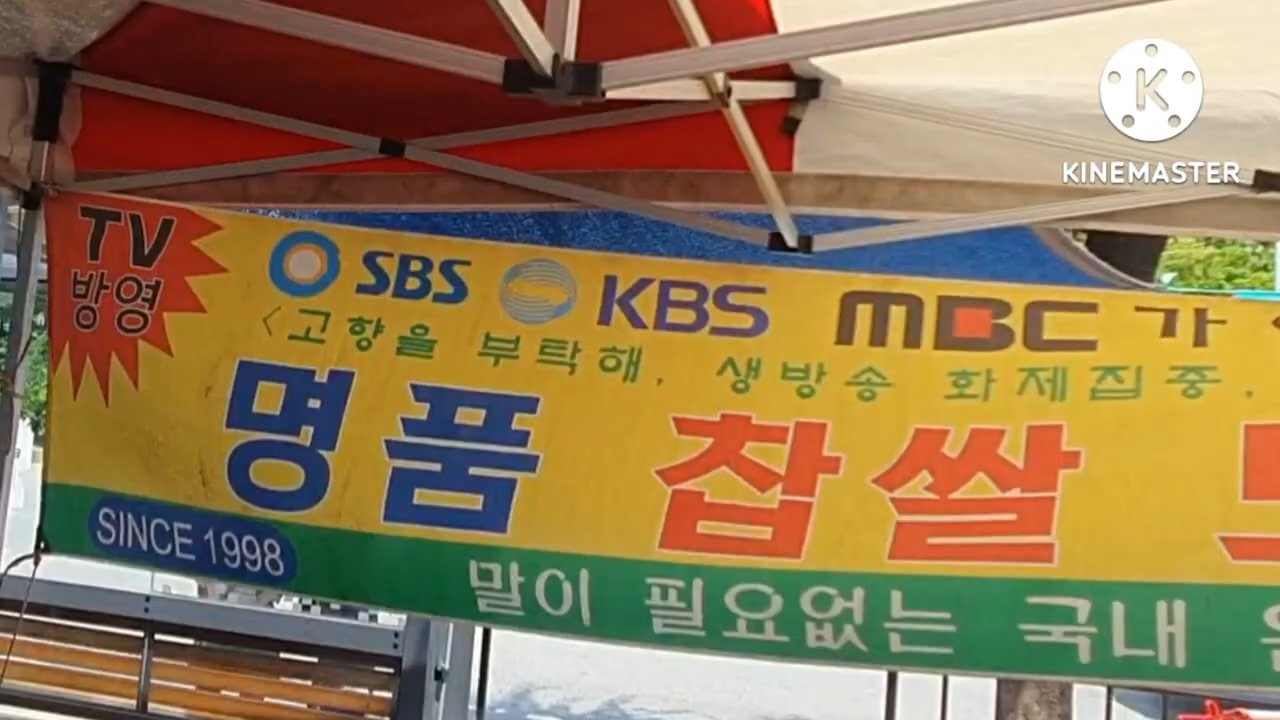 TV
방영
SBS KBS MBC 가
<고향을 부탁해, 생방송 화제집중,
명품 찹쌀
SINCE 1998
말이 필요없는 국내
K
KINEMASTER